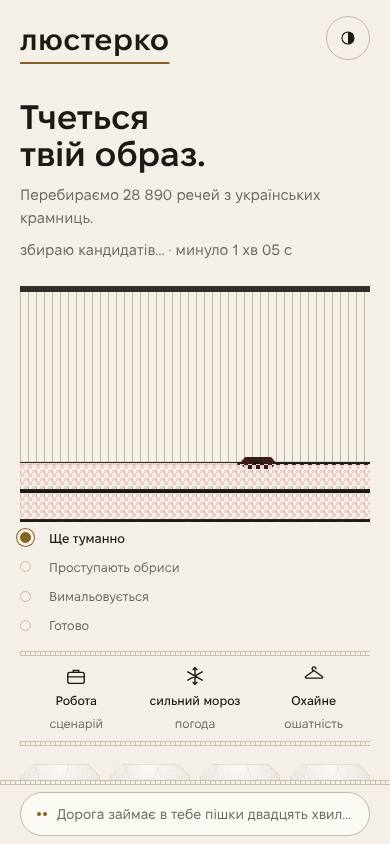 люстерко
Тчеться
твій образ.
Перебираємо 28 890 речей з українських
крамниць.
збираю кандидатів... · минуло 1 хв 05 с
Ще туманно
Проступають обриси
Вимальовується
Готово
Робота
сильний мороз
Охайне
сценарій
погода
ошатність
Дорога займає в тебе пішки двадцять хвил...